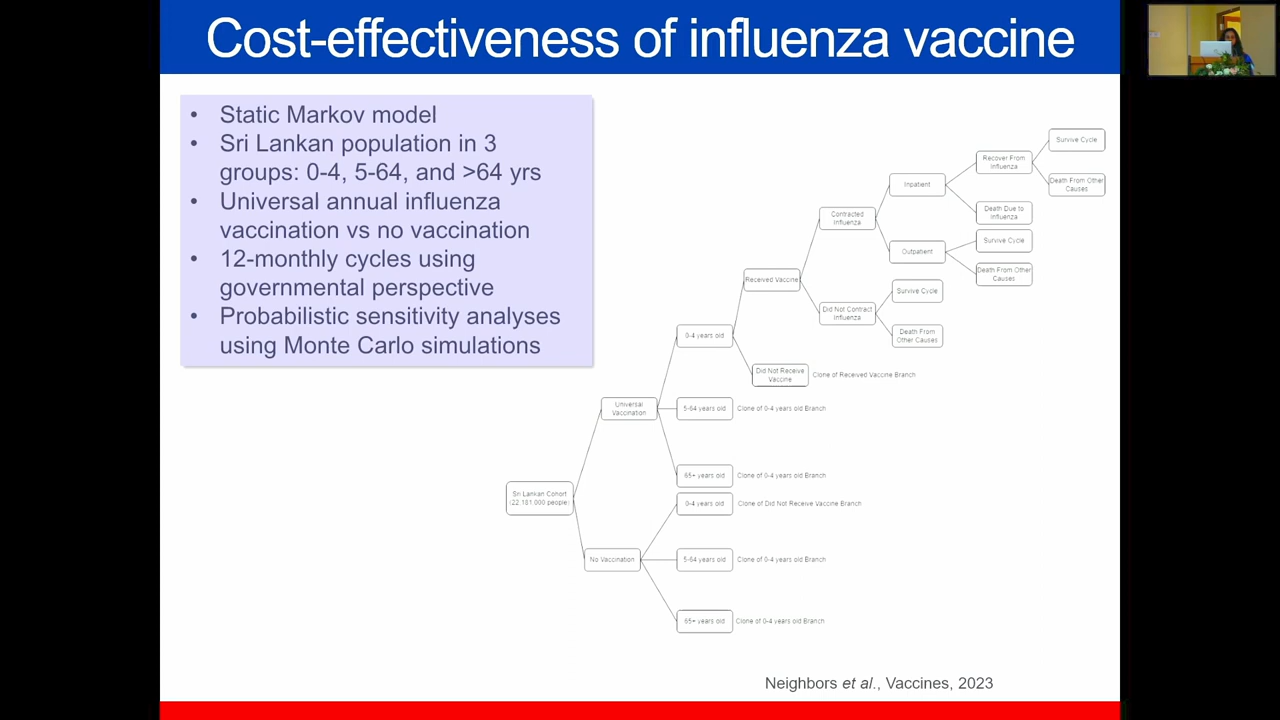 Cost-effectiveness of influenza vaccine
• Static Markov model
• Sri Lankan population in 3
groups: 0-4, 5-64, and >64 yrs
• Universal annual influenza
vaccination vs no vaccination
• 12-monthly cycles using
governmental perspective
• Probabilistic sensitivity analyses
using Monte Carlo simulations
Survive Cycle
Recover From
Influenza
Death From Other
Causes
Inpatient
Death Due to
Influenza
Contracted
Influenza
Survive Cycle
Outpatient
Death From Other
Causes
Received Vaccine
Survive Cycle
Did Not Contract
Influenza
Death From
Other Causes
0-4 years old
Did Not Receive
Vaccine
Clone of Received Vaccine Branch
Universal
Vaccination
5-64 years old
Clone of 0-4 years old Branch
65+ years old
Clone of 0-4 years old Branch
Sri Lankan Cohort
(22,181,000 people)
0-4 years old
Clone of Did Not Receive Vaccine Branch
No Vaccination
5-64 years old
Clone of 0-4 years old Branch
65+ years old
Clone of 0-4 years old Branch
Neighbors et al., Vaccines, 2023